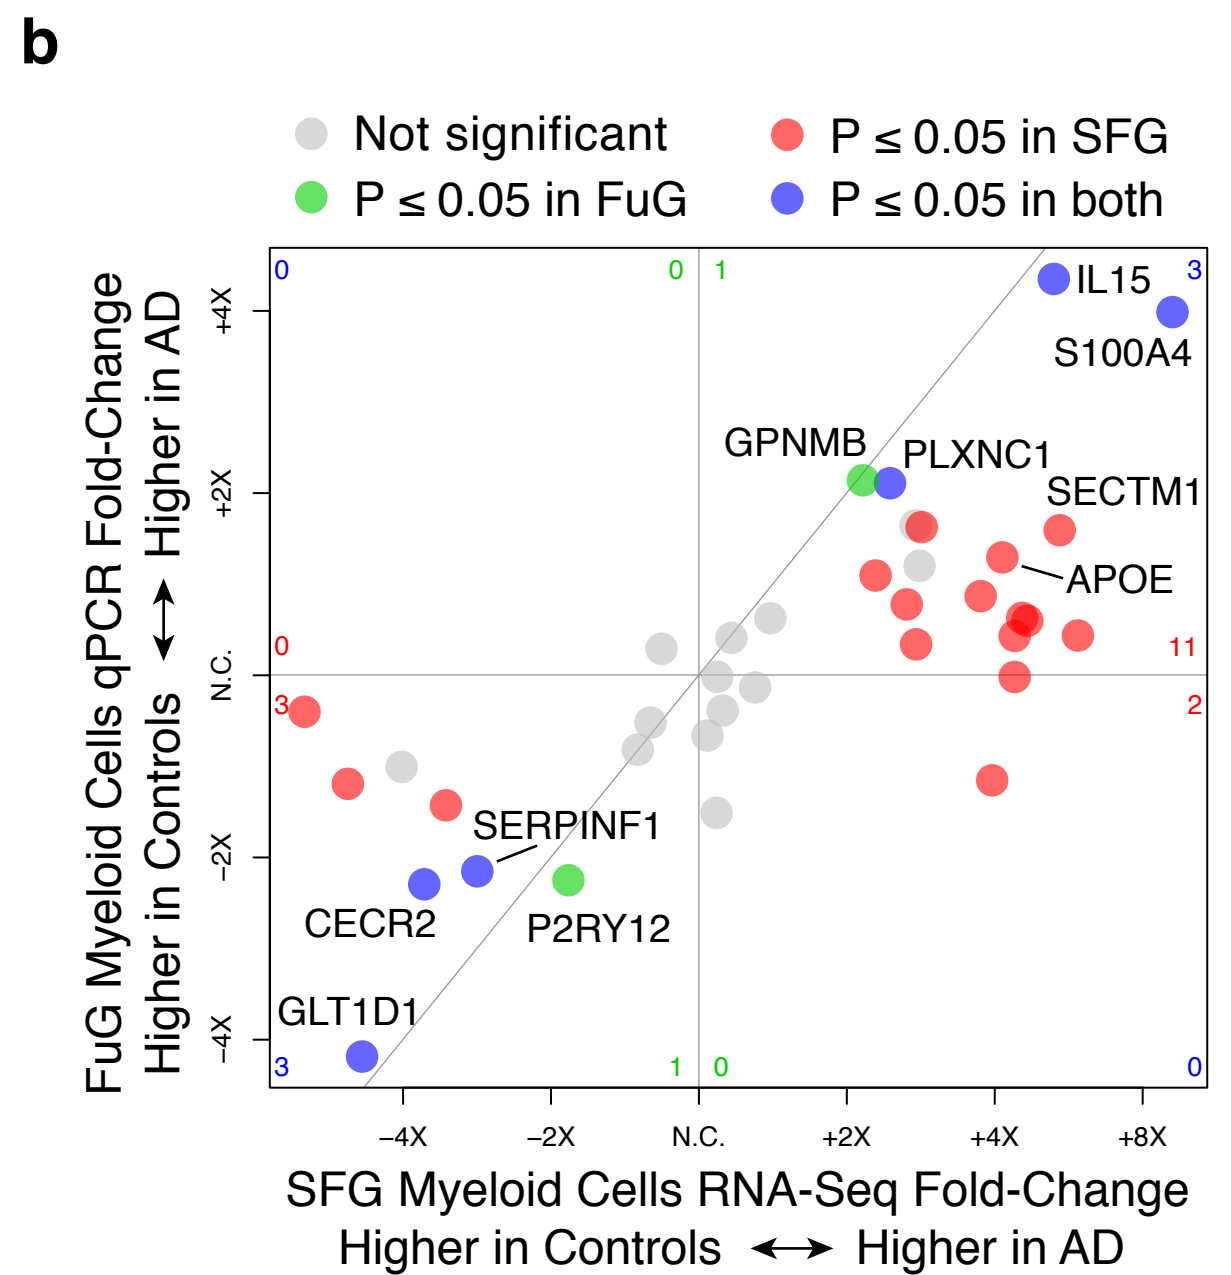 b
Not significant
P ≤ 0.05 in SFG
P ≤ 0.05 in FuG
P ≤ 0.05 in both
FuG Myeloid Cells qPCR Fold-Change
Higher in Controls ↔ Higher in AD
+4X
+2X
N.C.
−2X
−4X
0
0
1
3
IL15
S100A4
GPNMB
PLXNC1
SECTM1
APOE
0
11
3
2
SERPINF1
CECR2
P2RY12
GLT1D1
3
1
0
0
−4X
−2X
N.C.
+2X
+4X
+8X
SFG Myeloid Cells RNA-Seq Fold-Change
Higher in Controls ↔ Higher in AD